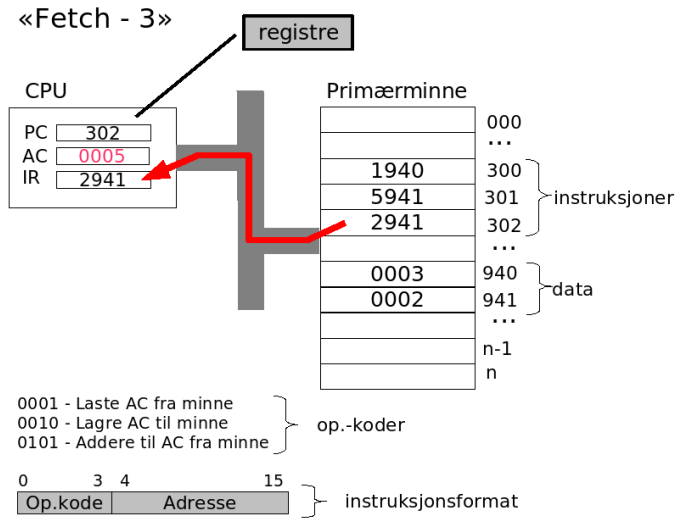 «Fetch - 3»
registre
CPU
PC 302
AC 0005
IR 2941
Primærminne
000
...
1940 300
5941 301
2941 302
instruksjoner
...
0003 940
0002 941
data
...
n-1
n
0001 - Laste AC fra minne
0010 - Lagre AC til minne
0101 - Addere til AC fra minne
op.-koder
0 3 4 15
Op.kode Adresse
instruksjonsformat